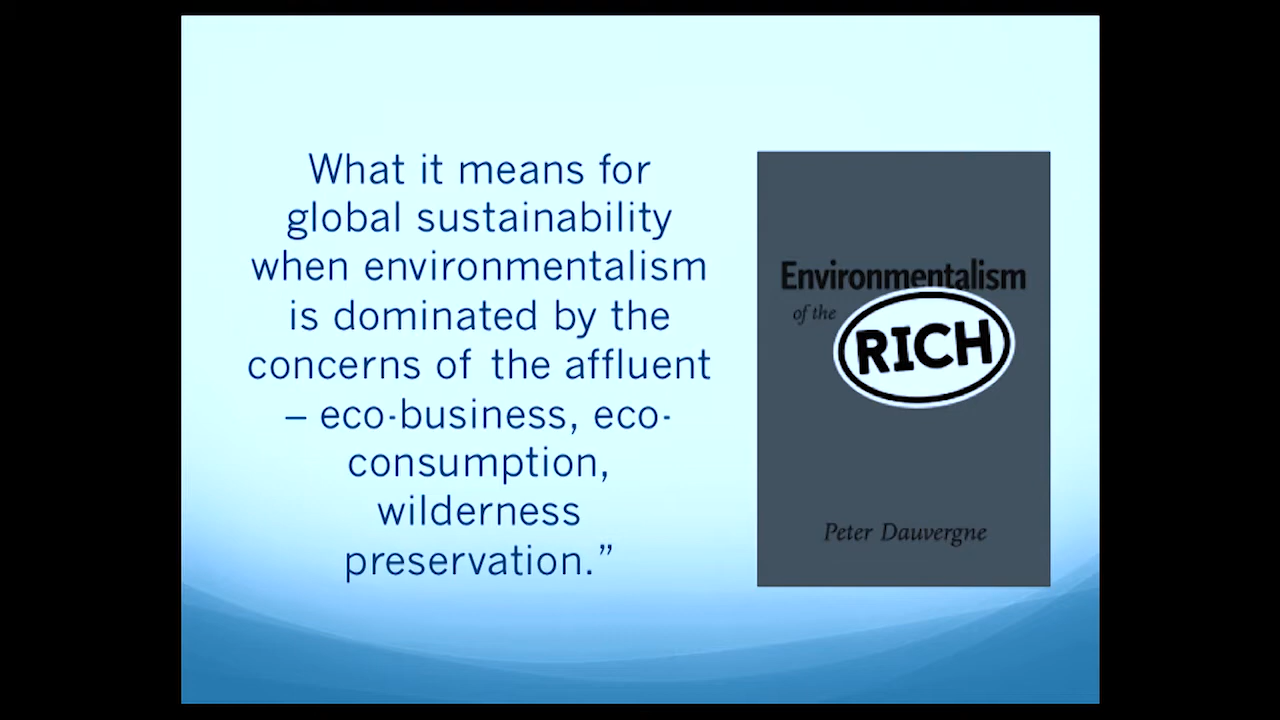 What it means for
global sustainability
when environmentalism
is dominated by the
concerns of the affluent
– eco-business, eco-
consumption,
wilderness
preservation.”
Environmentalism
of the
RICH
Peter Dauvergne